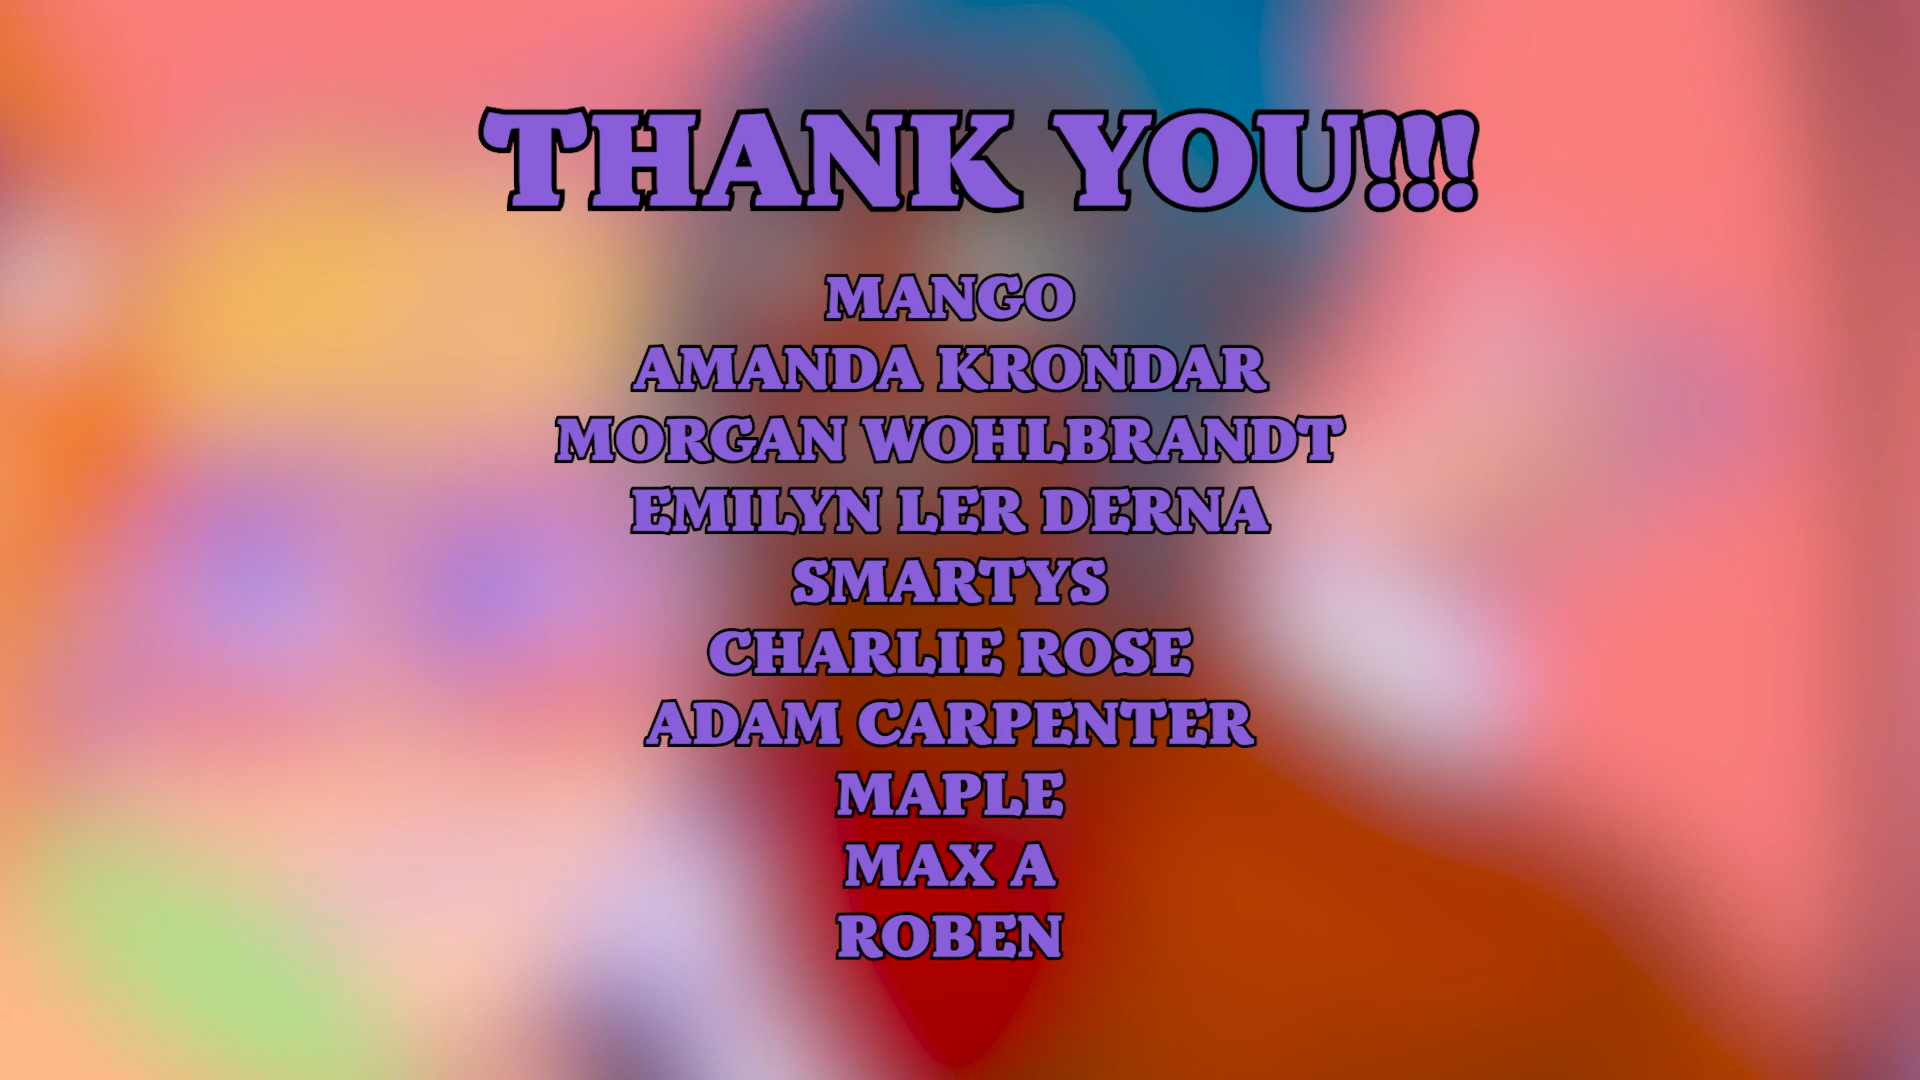 THANK YOU!!!
MANGO
AMANDA KRONDAR
MORGAN WOHLBRANDT
EMILYN LER DERNA
SMARTYS
CHARLIE ROSE
ADAM CARPENTER
MAPLE
MAX A
ROBEN